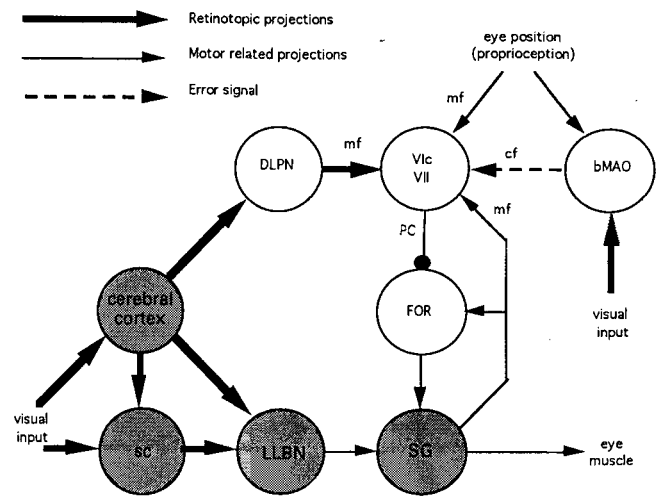 Retinotopic projections
Motor related projections
Error signal
eye position
(proprioception)
mf
mf
cf
DLPN
VIc
VII
bMAO
mf
PC
cerebral
cortex
FOR
visual
input
visual
input
sc
LLBN
SG
eye
muscle